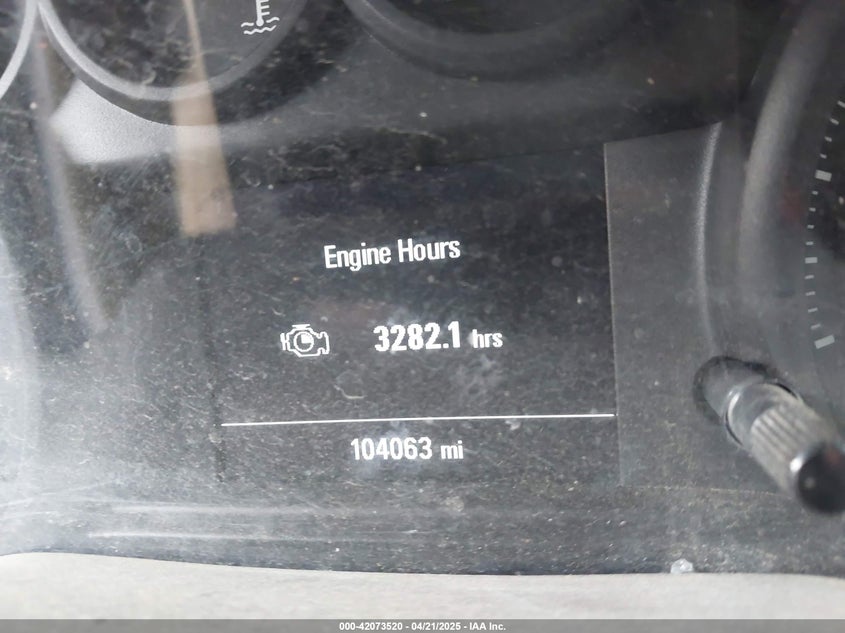 Engine Hours
3282.1 hrs
104063 mi
000-42073520 - 04/21/2025 - IAA Inc.